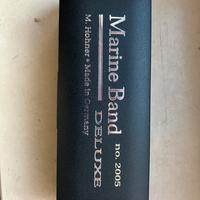 Marine Band
no. 2005
DELUXE
M. Hohner • Made in Germany